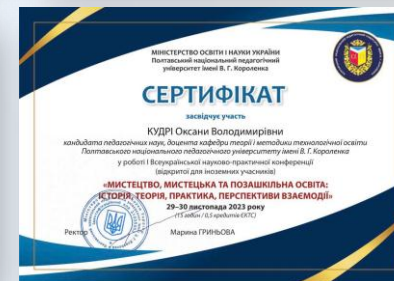 МІНІСТЕРСТВО ОСВІТИ І НАУКИ УКРАЇНИ
Полтавський національний педагогічний
університет імені В. Г. Короленка
СЕРТИФІКАТ
засвідчує участь
КУДРІ Оксани Володимирівни
кандидата педагогічних наук, доцента кафедри теорії і методики технологічної освіти
Полтавського національного педагогічного університету імені В. Г. Короленка
у роботі І Всеукраїнської науково-практичної конференції
(відкритої для іноземних учасників)
«МИСТЕЦТВО, МИСТЕЦЬКА ТА ПОЗАШКІЛЬНА ОСВІТА:
ІСТОРІЯ, ТЕОРІЯ, ПРАКТИКА, ПЕРСПЕКТИВИ ВЗАЄМОДІЇ»
29–30 листопада 2023 року
(15 годин / 0,5 кредитів ЄКТС)
Ректор Марина ГРИНЬОВА